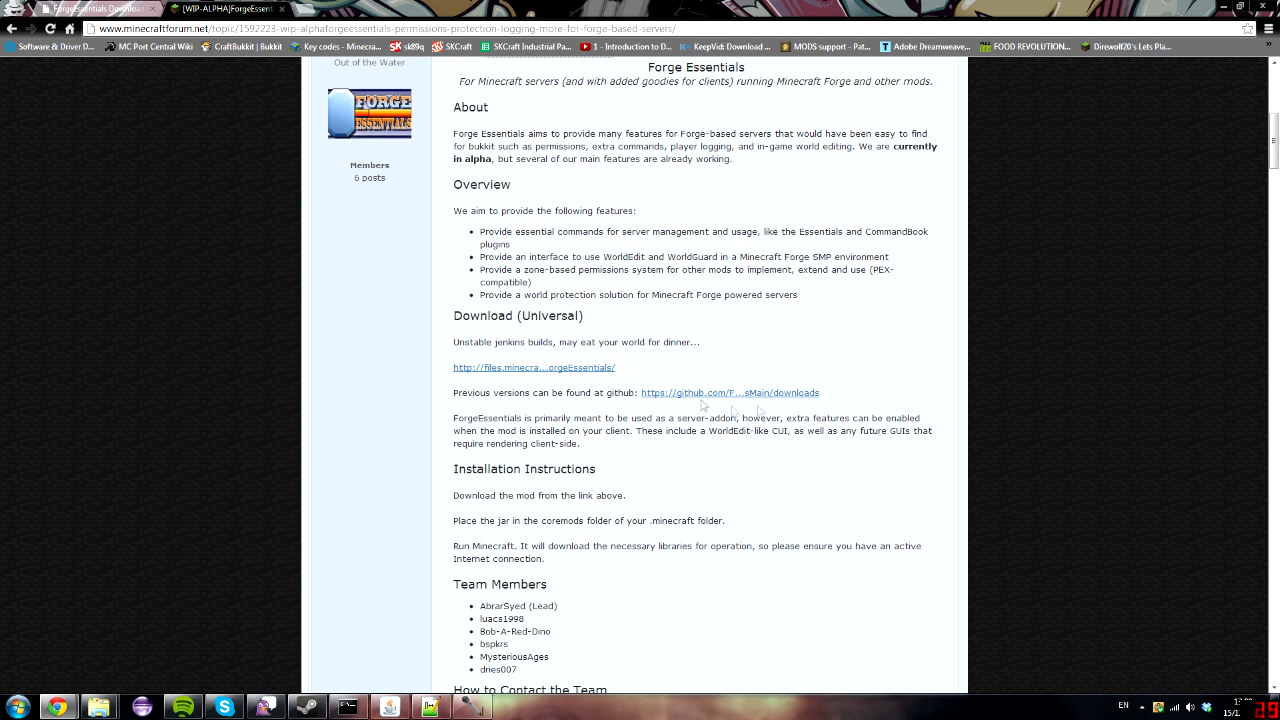 ForgeEssentials Download
[WIP-ALPHA]ForgeEssent
www.minecraftforum.net/topic/1592223-wip-alphaforgeessentials-permissions-protection-logging-more-for-forge-based-servers/
Software & Driver D... MC Port Central Wiki CraftBukkit | Bukkit Key codes - Minecra... sk89q SKCraft SKCraft Industrial Pa... 1 - Introduction to D... KeepVid: Download ... MODS support - Pat... Adobe Dreamweave... FOOD REVOLUTION... Direwolf20's Lets Pla...
Out of the Water
FORGE
ESSENTIALS
Members
6 posts
Forge Essentials
For Minecraft servers (and with added goodies for clients) running Minecraft Forge and other mods.
About
Forge Essentials aims to provide many features for Forge-based servers that would have been easy to find
for bukkit such as permissions, extra commands, player logging, and in-game world editing. We are currently
in alpha, but several of our main features are already working.
Overview
We aim to provide the following features:
Provide essential commands for server management and usage, like the Essentials and CommandBook
plugins
Provide an interface to use WorldEdit and WorldGuard in a Minecraft Forge SMP environment
Provide a zone-based permissions system for other mods to implement, extend and use (PEX-
compatible)
Provide a world protection solution for Minecraft Forge powered servers
Download (Universal)
Unstable jenkins builds, may eat your world for dinner...
http://files.minecra...orgeEssentials/
Previous versions can be found at github: https://github.com/F...sMain/downloads
ForgeEssentials is primarily meant to be used as a server-addon, however, extra features can be enabled
when the mod is installed on your client. These include a WorldEdit-like CUI, as well as any future GUIs that
require rendering client-side.
Installation Instructions
Download the mod from the link above.
Place the jar in the coremods folder of your .minecraft folder.
Run Minecraft. It will download the necessary libraries for operation, so please ensure you have an active
Internet connection.
Team Members
AbrarSyed (Lead)
luacs1998
Bob-A-Red-Dino
bspkrs
MysteriousAges
dries007
How to Contact the Team
EN